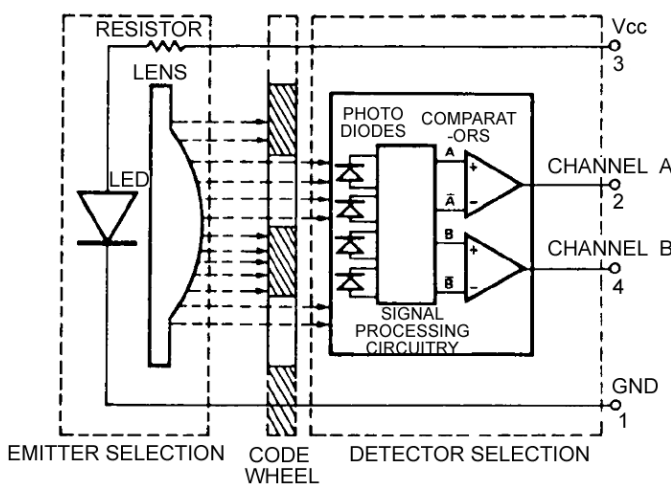 RESISTOR
Vcc
3
LENS
PHOTO
DIODES
COMPARAT
-ORS
LED
A
+
CHANNEL A
2
Ā
−
B
+
CHANNEL B
4
B̄
−
SIGNAL
PROCESSING
CIRCUITRY
GND
1
EMITTER SELECTION
CODE
WHEEL
DETECTOR SELECTION